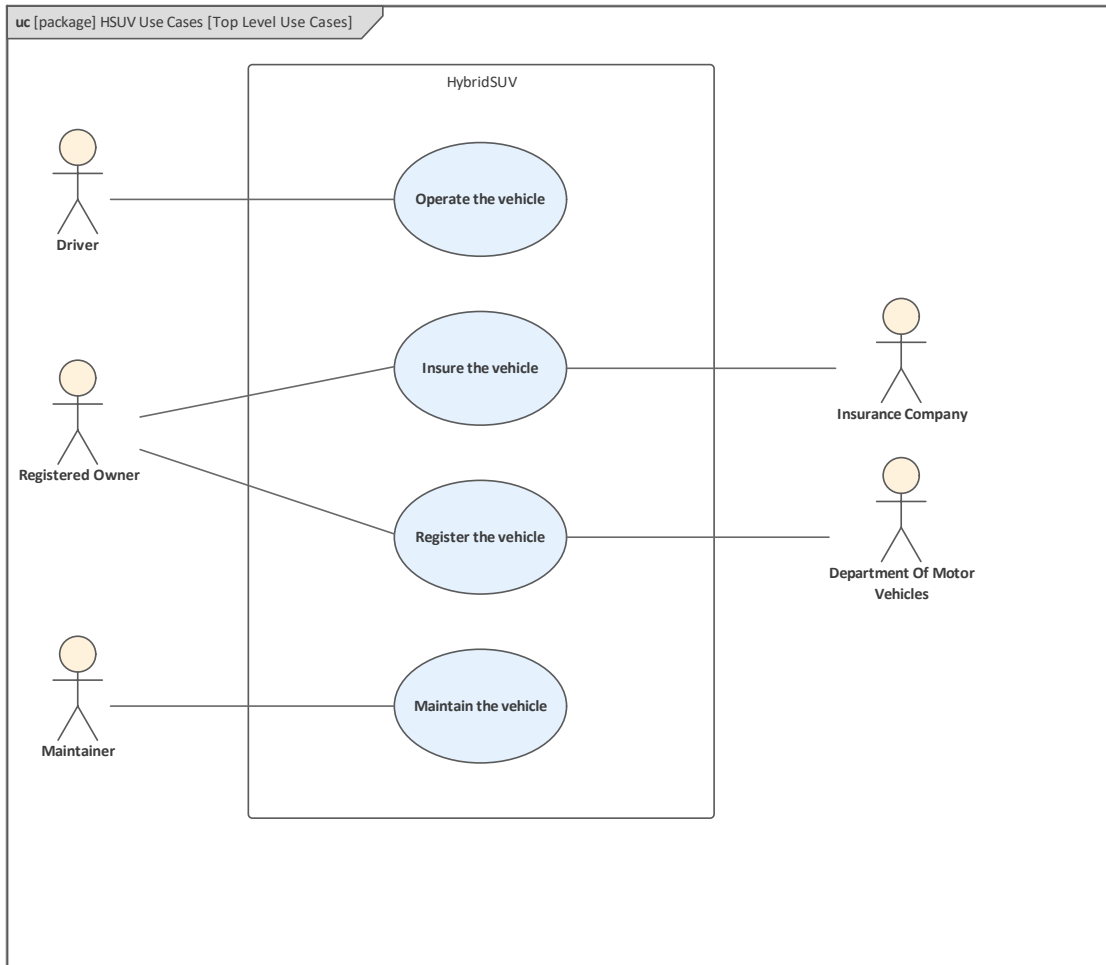 uc [package] HSUV Use Cases [Top Level Use Cases]
HybridSUV
Operate the vehicle
Driver
Insure the vehicle
Insurance Company
Registered Owner
Register the vehicle
Department Of Motor
Vehicles
Maintain the vehicle
Maintainer